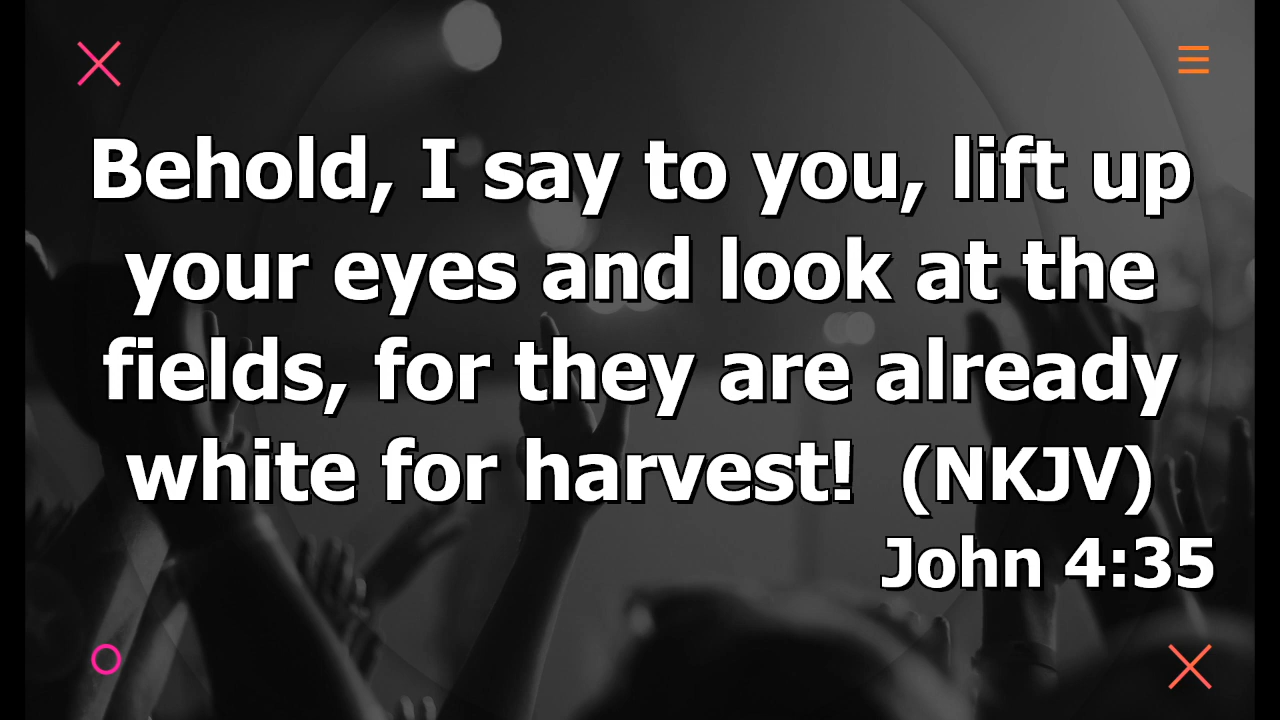 Behold, I say to you, lift up
your eyes and look at the
fields, for they are already
white for harvest!  (NKJV)
John 4:35